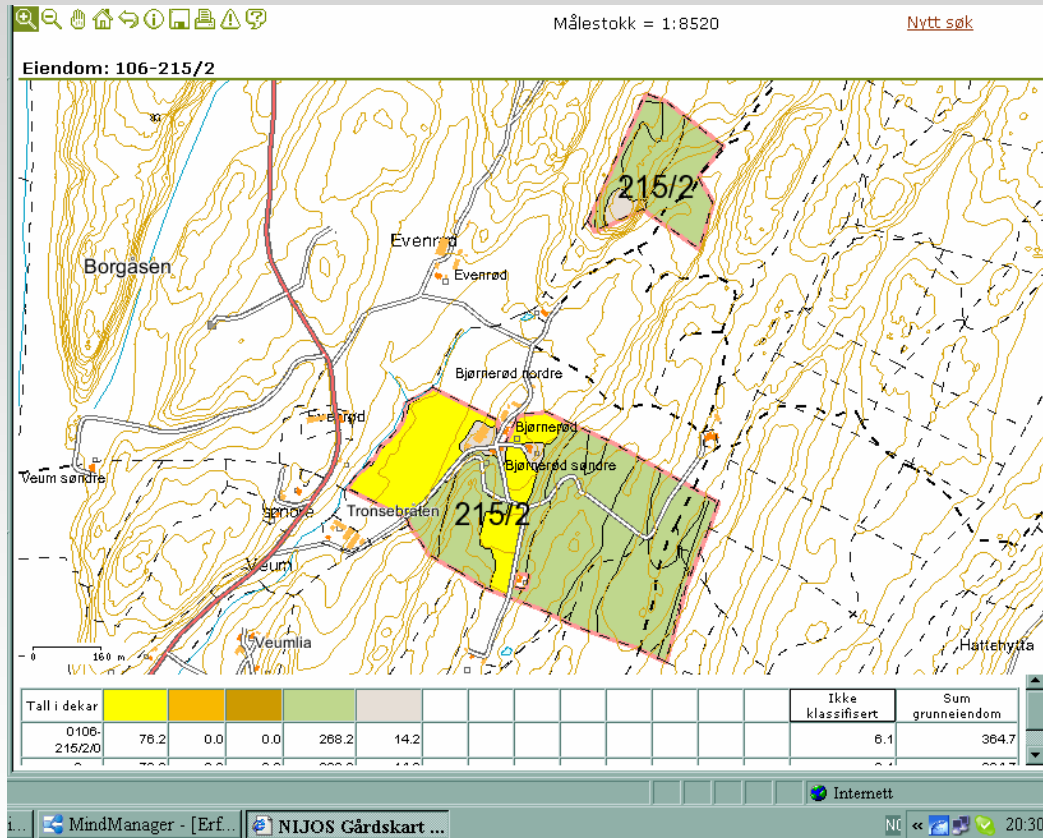 Målestokk = 1:8520
Nytt søk
Eiendom: 106-215/2
215/2
Evenrød
Borgåsen
Evenrød
Bjørnerød nordre
Evenrød
Bjørnerød
Bjørnerød søndre
Veum søndre
søndre
Tronsebråten
215/2
Veum
Veumlia
Hattehytta
0 160 m
Tall i dekar
Ikke klassifisert
Sum grunneiendom
0106-215/2/0 76.2 0.0 0.0 268.2 14.2 6.1 364.7
Internett
i...
MindManager - [Erf...
NIJOS Gårdskart ...
NO « 20:30